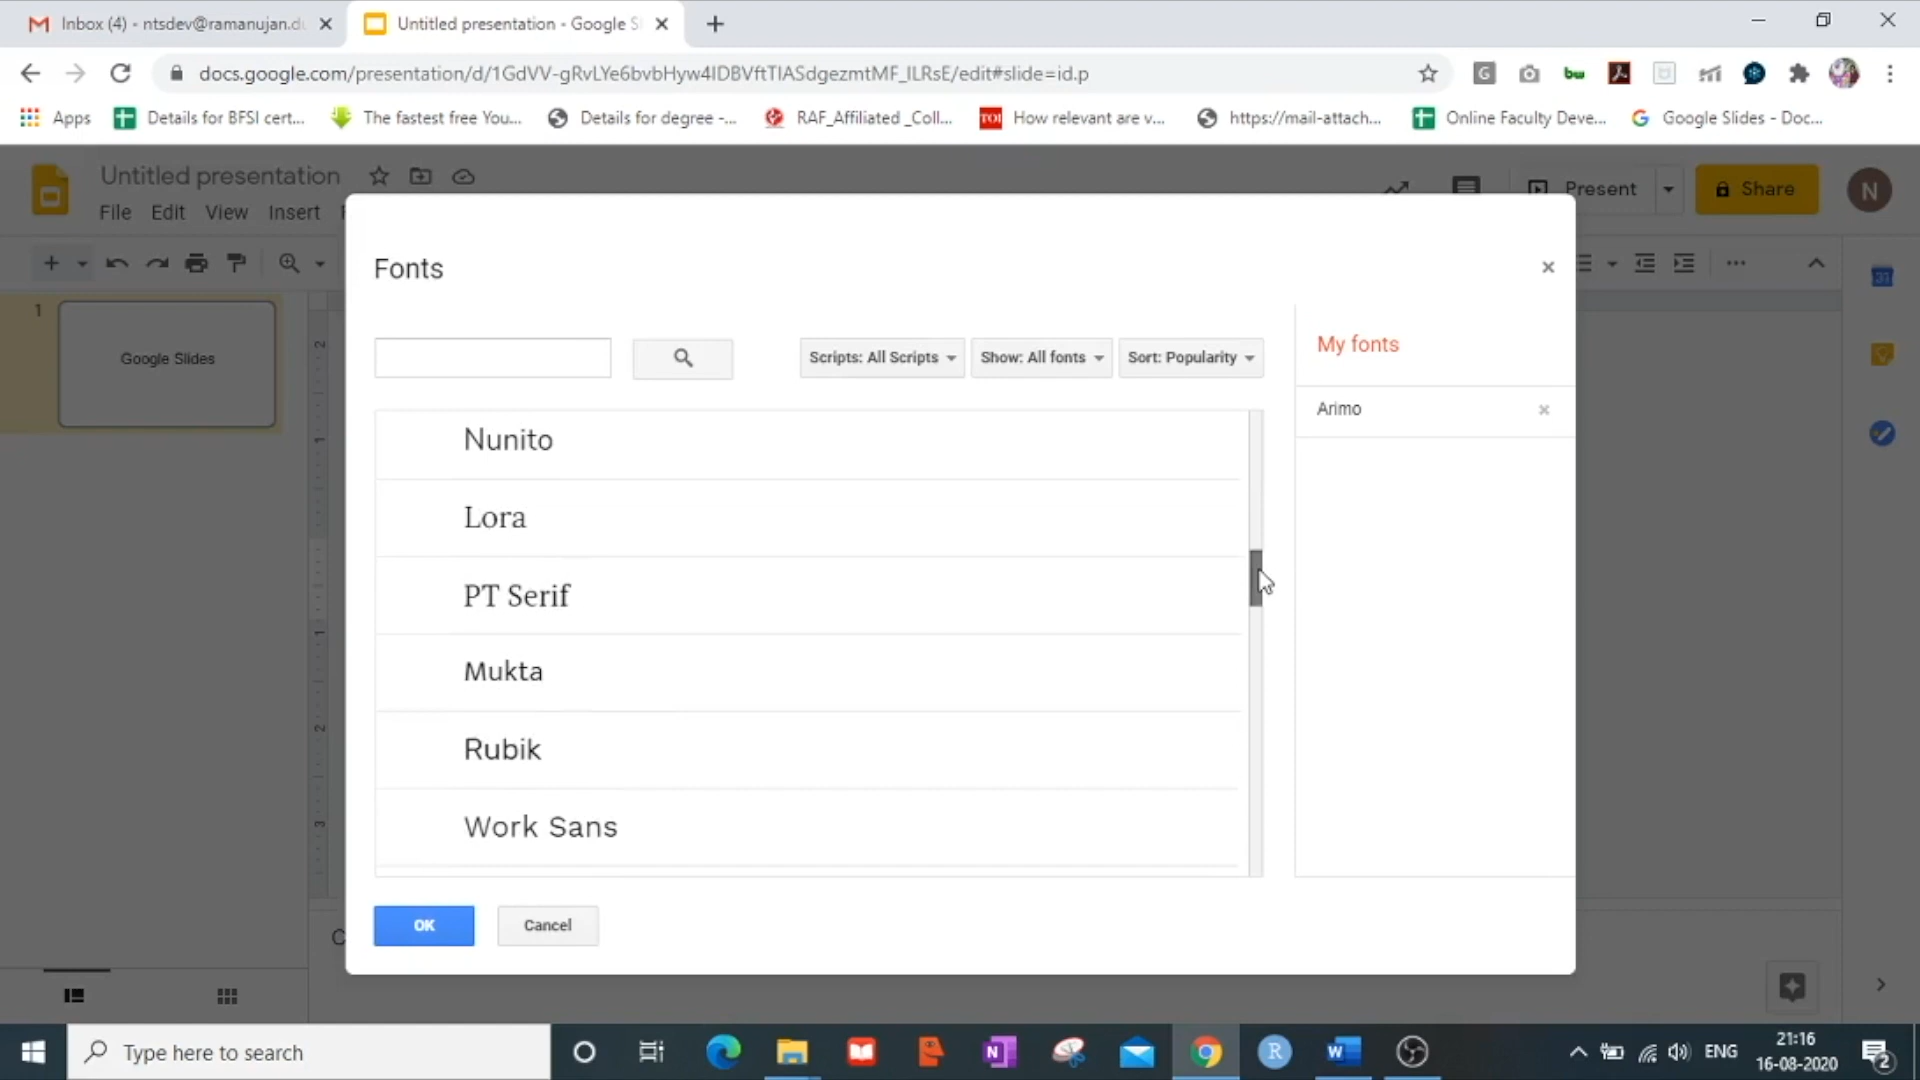 Inbox (4) - ntsdev@ramanujan.d
Untitled presentation - Google S
docs.google.com/presentation/d/1GdVV-gRvLYe6bvbHyw4IDBVftTIASdgezmtMF_ILRsE/edit#slide=id.p
Apps
Details for BFSI cert...
The fastest free You...
Details for degree -...
RAF_Affiliated _Coll...
TOI
How relevant are v...
https://mail-attach...
Online Faculty Deve...
Google Slides - Doc...
Untitled presentation
File Edit View Insert
Present
Share
N
Fonts
Scripts: All Scripts
Show: All fonts
Sort: Popularity
My fonts
Arimo
1
Google Slides
Nunito
Lora
PT Serif
Mukta
Rubik
Work Sans
OK
Cancel
Type here to search
ENG
21:16
16-08-2020
2